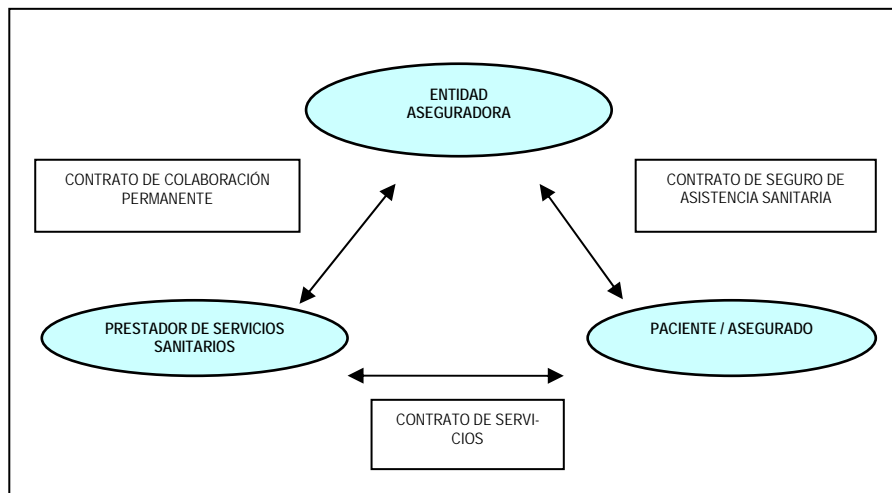 ENTIDAD
ASEGURADORA
CONTRATO DE COLABORACIÓN
PERMANENTE
CONTRATO DE SEGURO DE
ASISTENCIA SANITARIA
PRESTADOR DE SERVICIOS
SANITARIOS
PACIENTE / ASEGURADO
CONTRATO DE SERVI-
CIOS